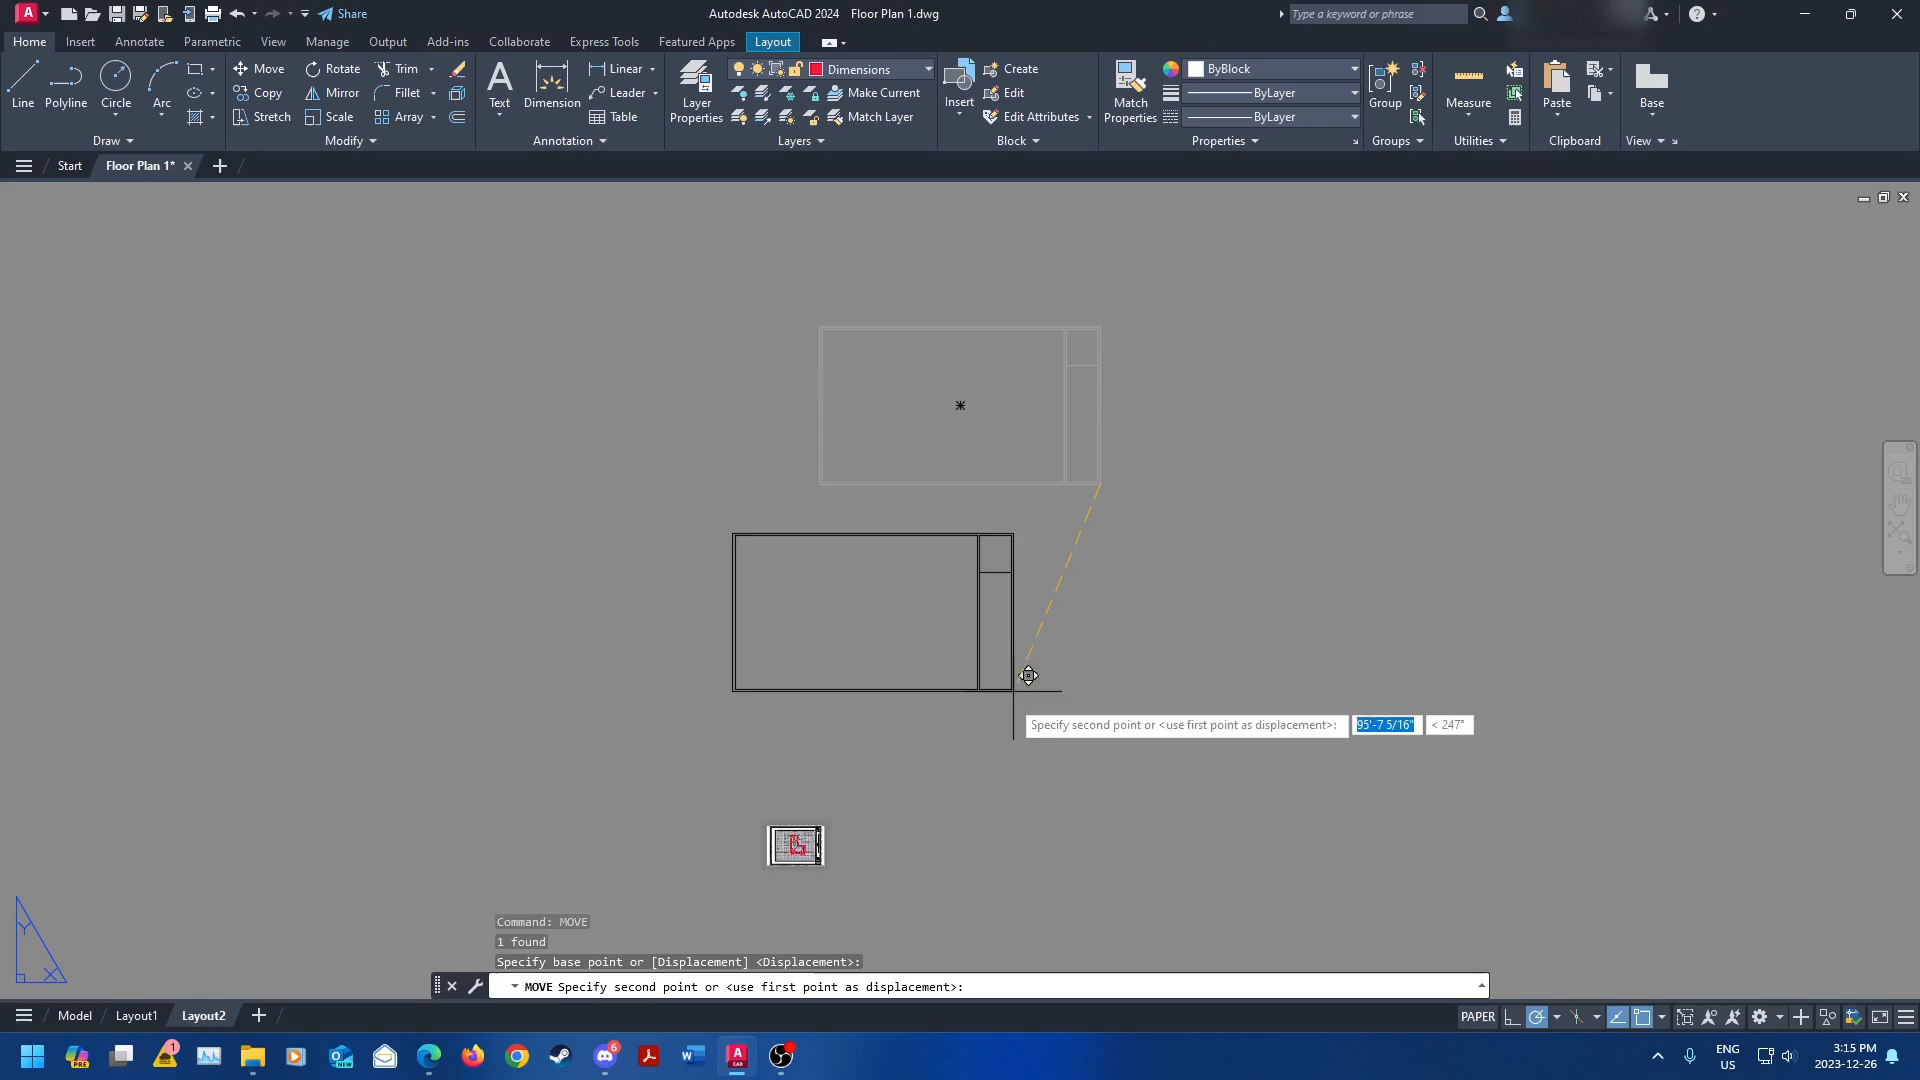 Share
Autodesk AutoCAD 2024 Floor Plan 1.dwg
Type a keyword or phrase
Home Insert Annotate Parametric View Manage Output Add-ins Collaborate Express Tools Featured Apps Layout
Line
Polyline
Circle
Arc
Draw
Move
Rotate
Trim
Copy
Mirror
Fillet
Stretch
Scale
Array
Modify
Text
Dimension
Linear
Leader
Table
Annotation
Layer
Properties
Dimensions
Make Current
Match Layer
Layers
Insert
Create
Edit
Edit Attributes
Block
Match
Properties
ByBlock
ByLayer
ByLayer
Properties
Group
Groups
Measure
Utilities
Paste
Clipboard
Base
View
Start Floor Plan 1*
Specify second point or <use first point as displacement>: 95'-7 5/16" < 247°
Y
X
Command: MOVE
1 found
Specify base point or [Displacement] <Displacement>:
MOVE Specify second point or <use first point as displacement>:
Model Layout1 Layout2 PAPER
PRE
1
NEW
6
A
CAD
ENG
US
3:15 PM
2023-12-26